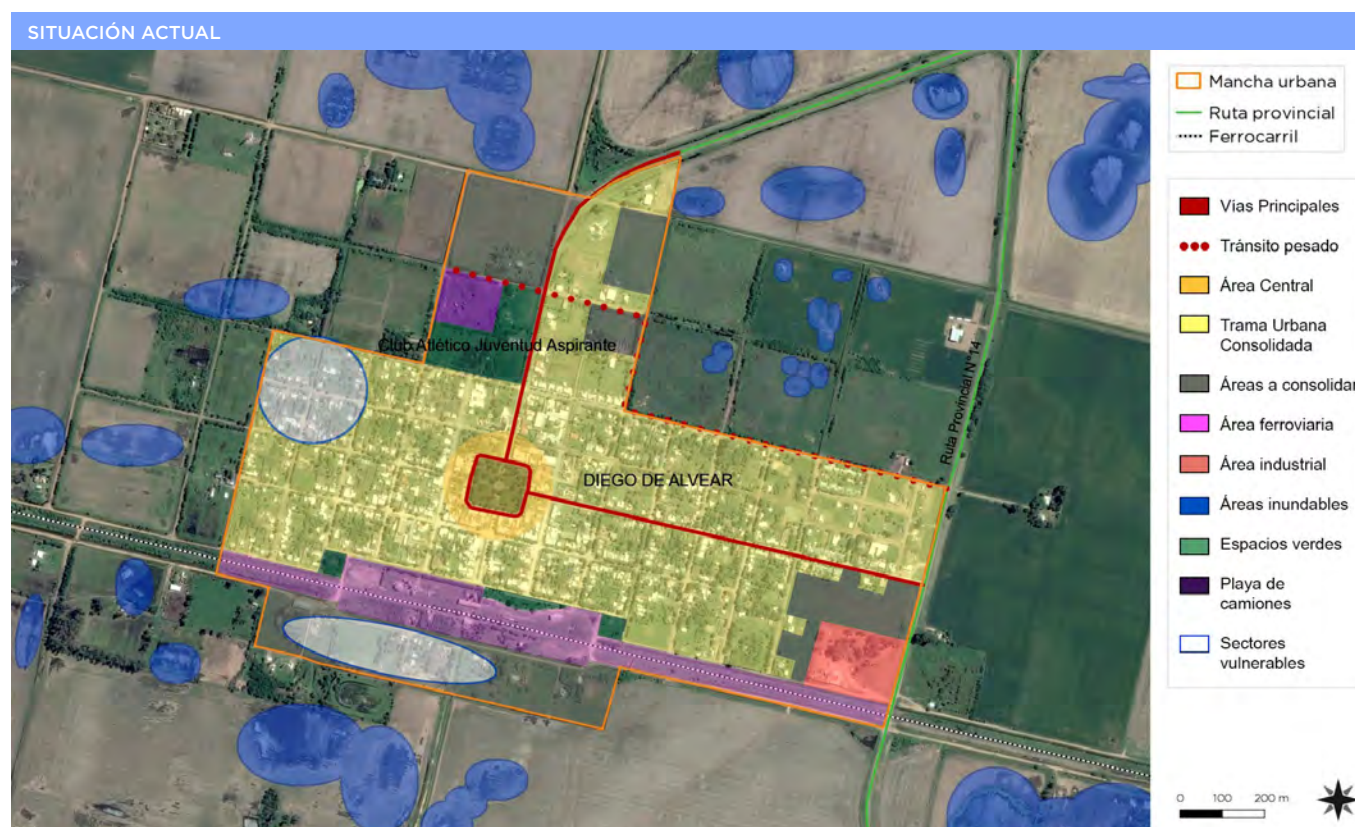 SITUACIÓN ACTUAL
Club Atlético Juventud Aspirante
DIEGO DE ALVEAR
Ruta Provincial N°14
Mancha urbana
Ruta provincial
Ferrocarril
Vías Principales
Tránsito pesado
Área Central
Trama Urbana
Consolidada
Áreas a consolidar
Área ferroviaria
Área industrial
Áreas inundables
Espacios verdes
Playa de
camiones
Sectores
vulnerables
0 100 200 m